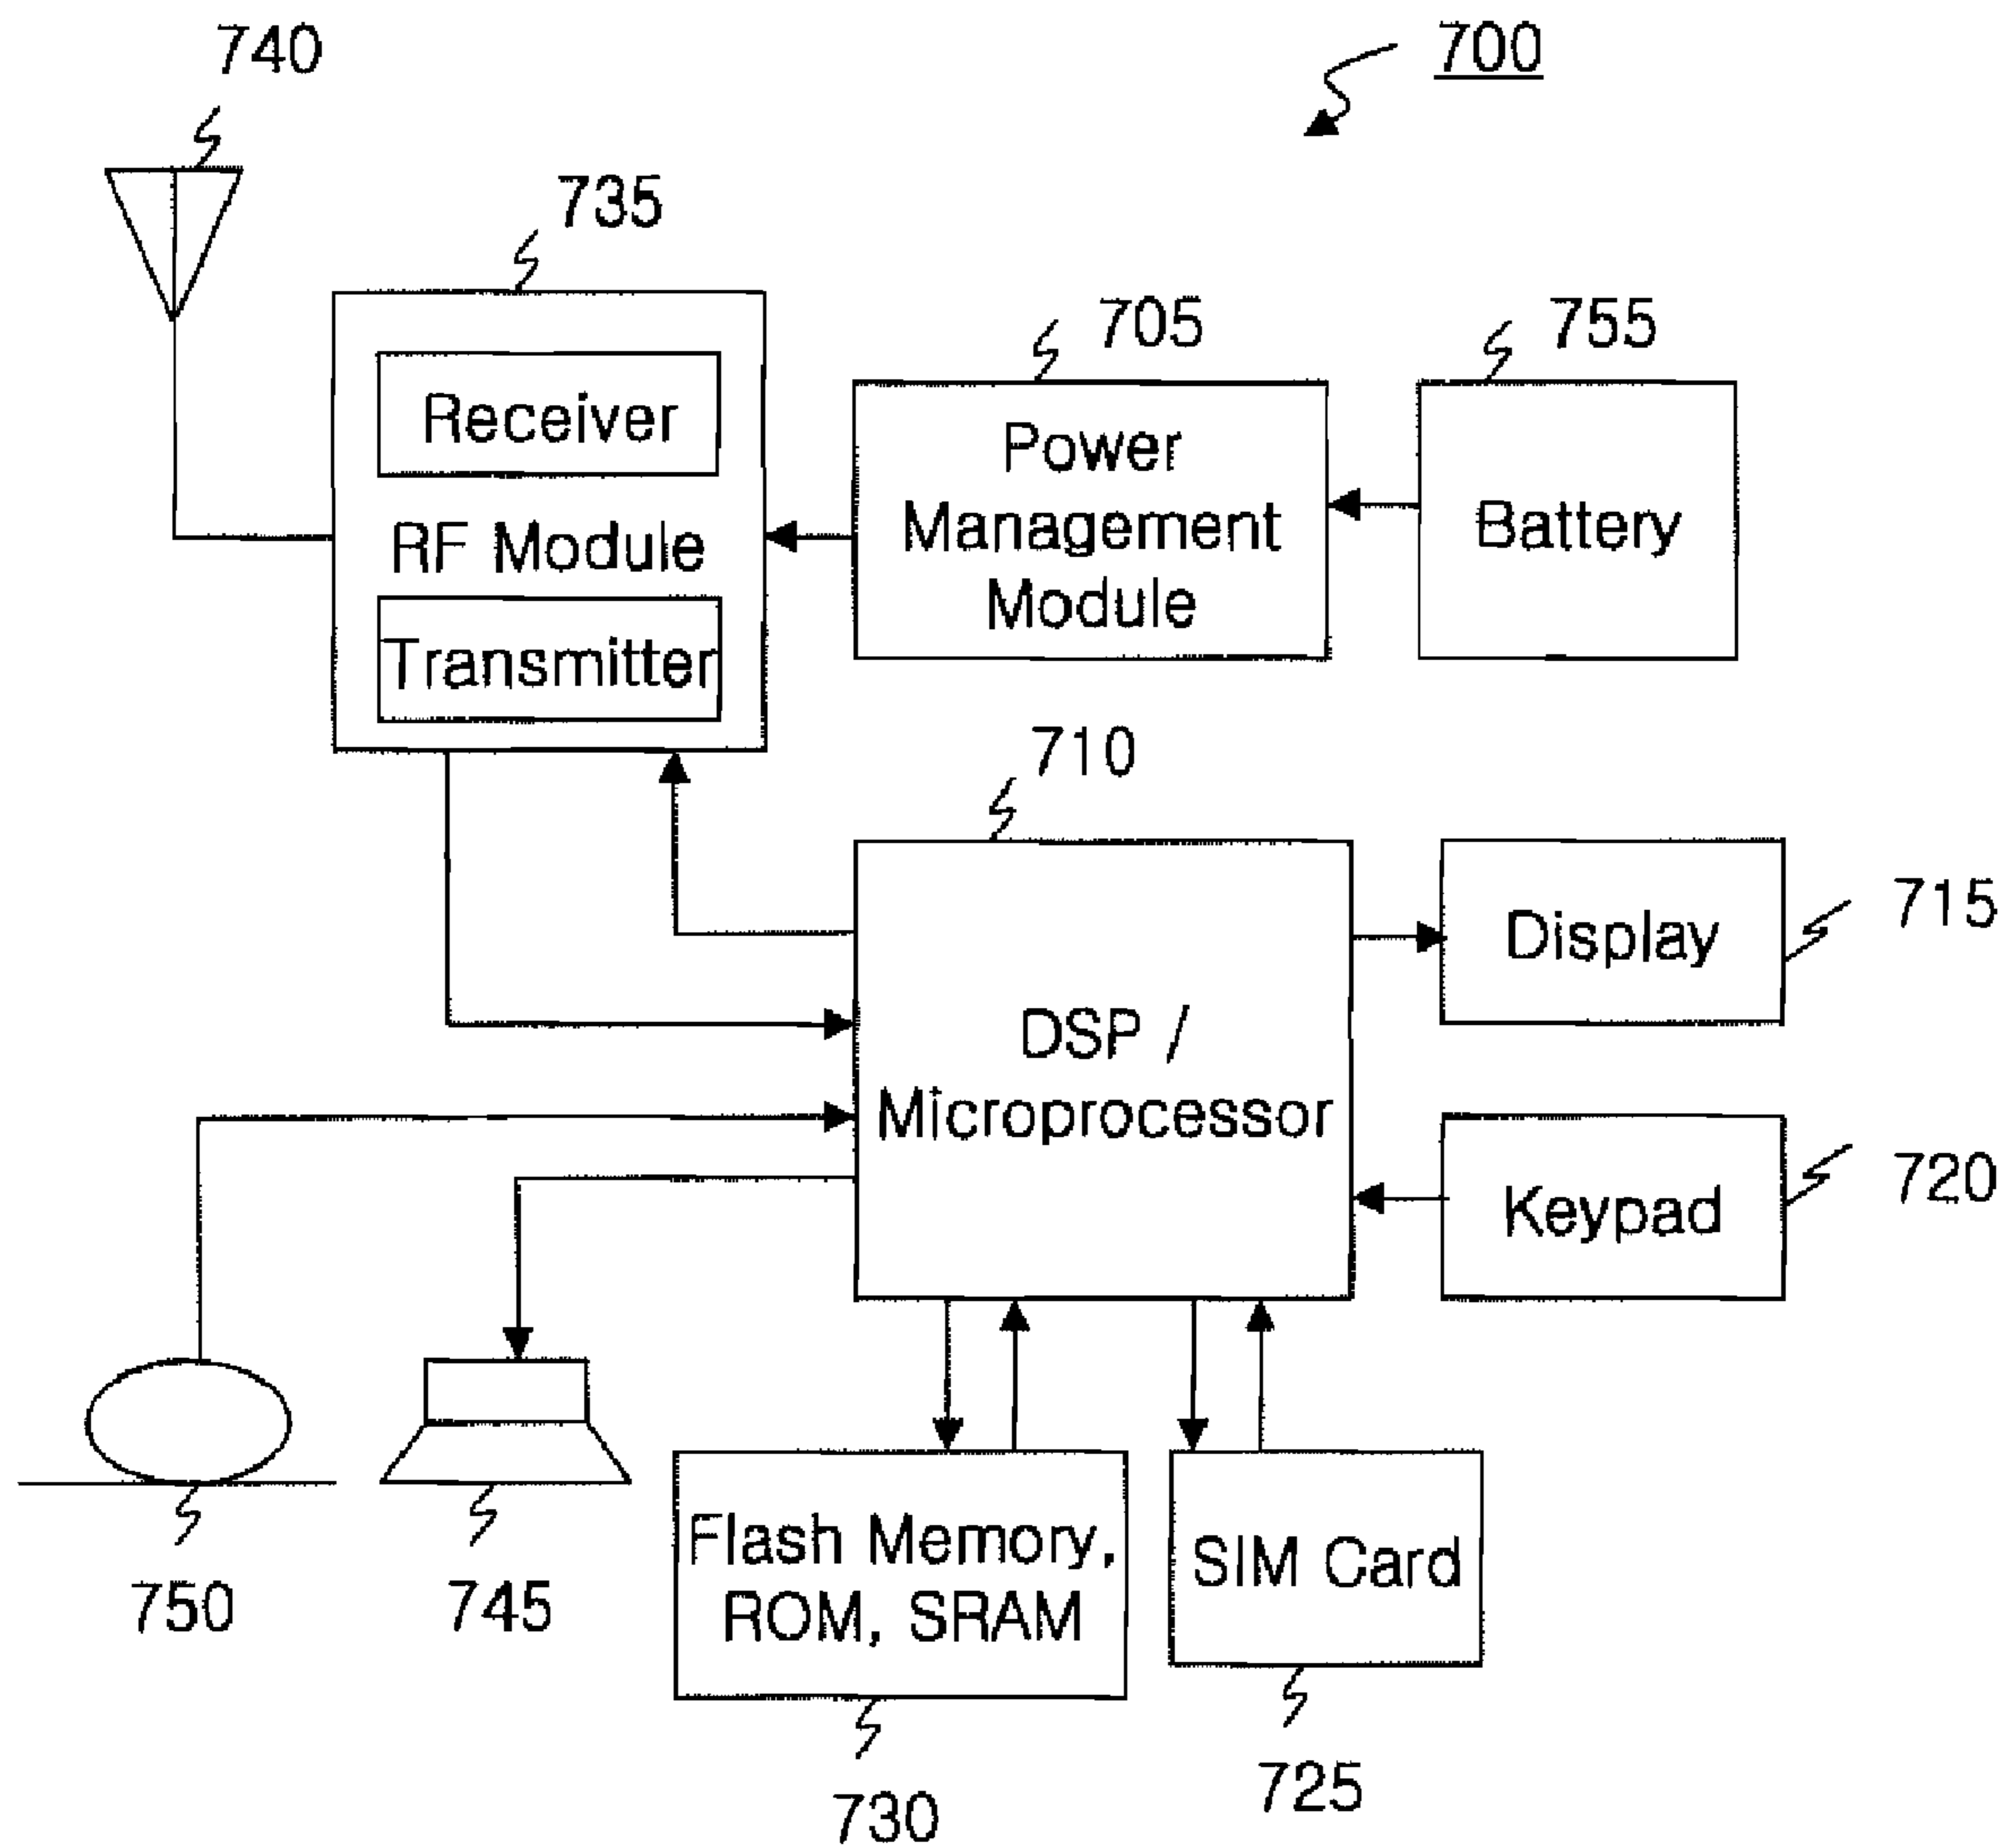 740
700
735
705
755
Receiver
RF Module
Transmitter
Power
Management
Module
Battery
710
DSP /
Microprocessor
Display
715
Keypad
720
750
745
Flash Memory,
ROM, SRAM
730
SIM Card
725